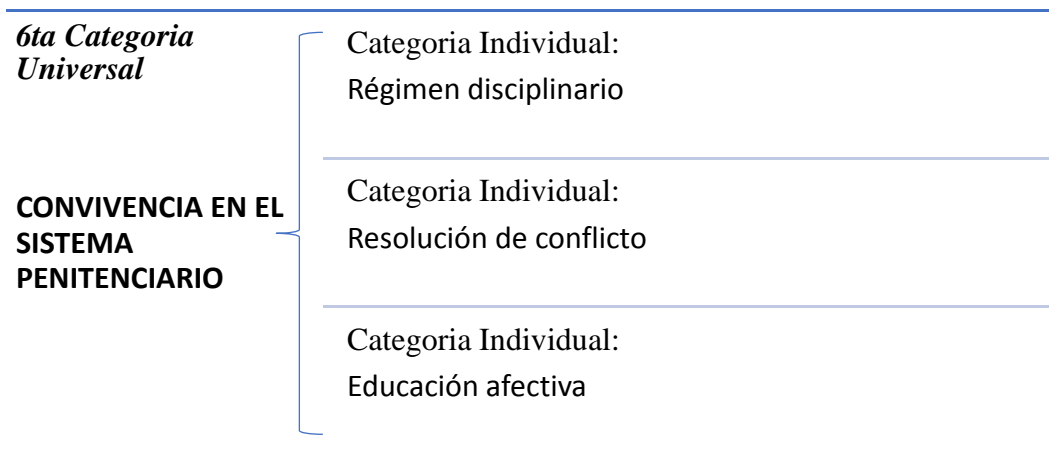 6ta Categoria
Universal
CONVIVENCIA EN EL
SISTEMA
PENITENCIARIO
Categoria Individual:
Régimen disciplinario
Categoria Individual:
Resolución de conflicto
Categoria Individual:
Educación afectiva